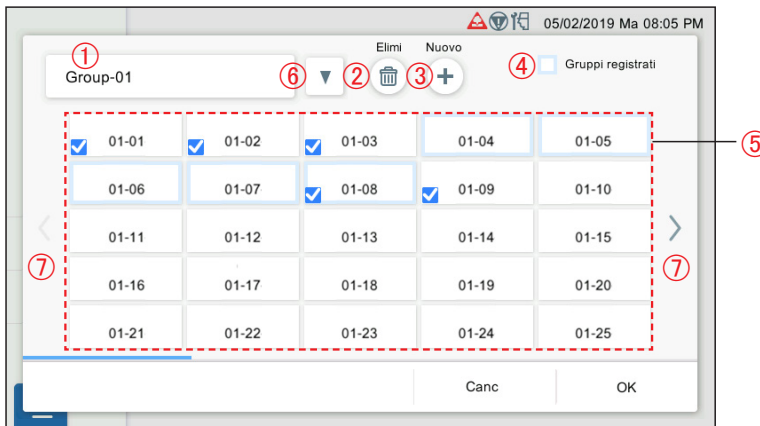 05/02/2019 Ma 08:05 PM
Elimi Nuovo
① Group-01 ⑥ ▼ ② ③ + ④ Gruppi registrati
01-01 01-02 01-03 01-04 01-05 ⑤
01-06 01-07 01-08 01-09 01-10
01-11 01-12 01-13 01-14 01-15
⑦ ⑦
01-16 01-17 01-18 01-19 01-20
01-21 01-22 01-23 01-24 01-25
Canc OK